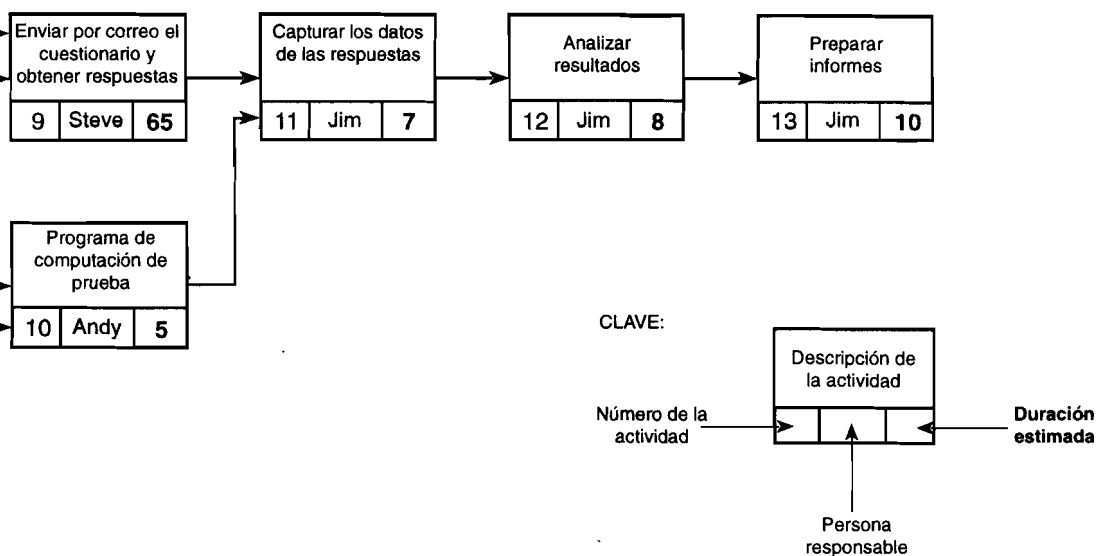 Enviar por correo el
cuestionario y
obtener respuestas
9 Steve 65
Capturar los datos
de las respuestas
11 Jim 7
Analizar
resultados
12 Jim 8
Preparar
informes
13 Jim 10
Programa de
computación de
prueba
10 Andy 5
CLAVE:
Descripción de
la actividad
Número de la
actividad
Duración
estimada
Persona
responsable